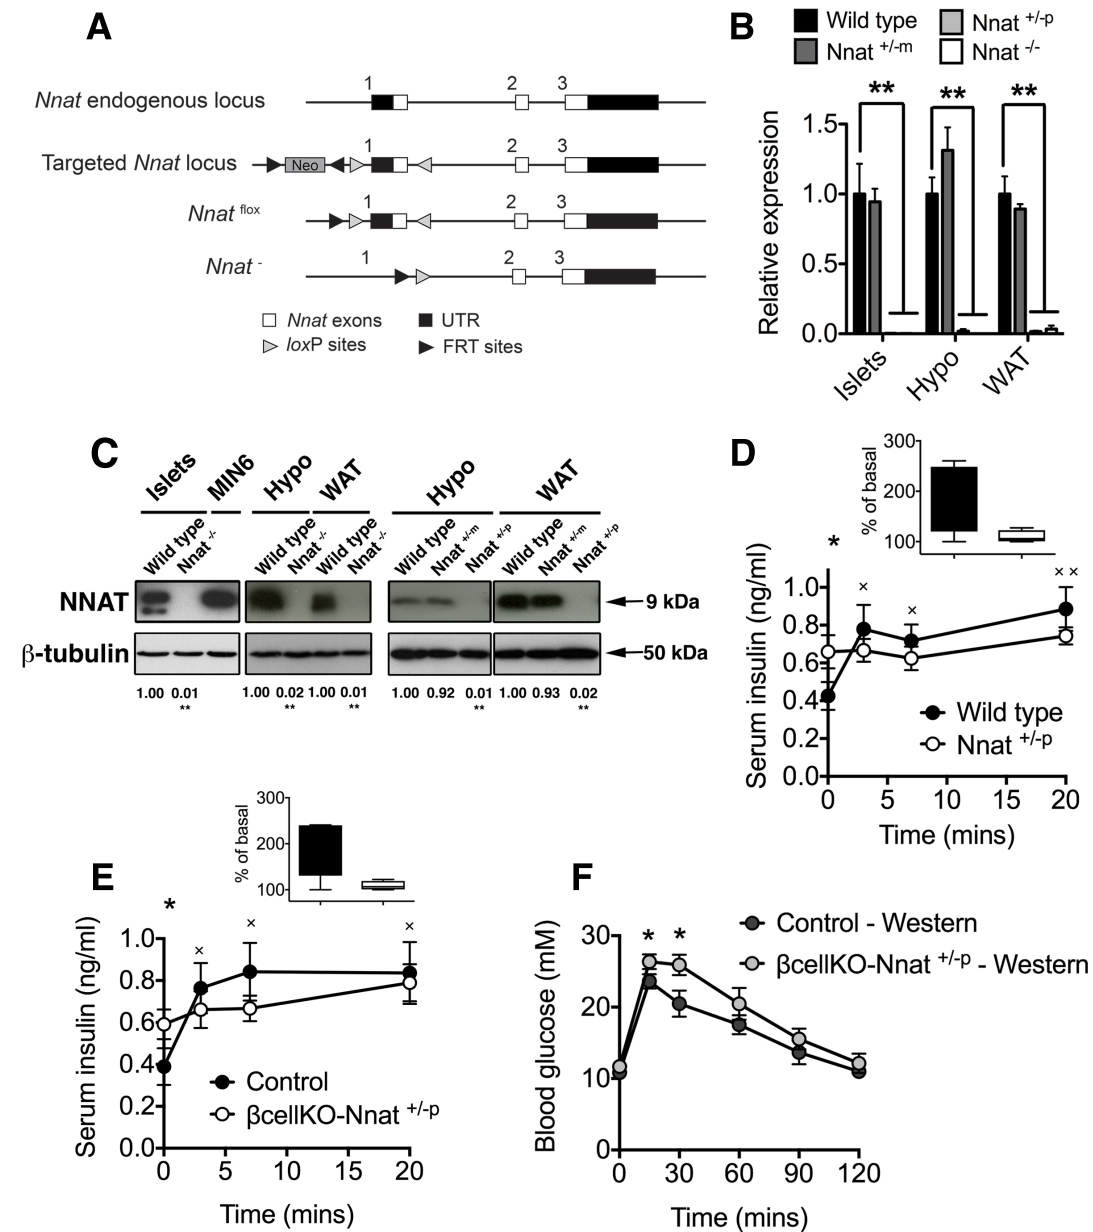 A
1 2 3
Nnat endogenous locus
1 2 3
Targeted Nnat locus
Neo
1 2 3
Nnat flox
1 2 3
Nnat -
Nnat exons UTR
loxP sites FRT sites
B
Wild type Nnat +/-p
Nnat +/-m Nnat -/-
** ** **
Relative expression
1.5
1.0
0.5
0.0
Islets Hypo WAT
C
Islets MIN6 Hypo WAT Hypo WAT
Wild type Nnat -/- Wild type Nnat -/- Wild type Nnat -/- Wild type Nnat +/-m Nnat +/-p Wild type Nnat +/-m Nnat +/-p
NNAT 9 kDa
β-tubulin 50 kDa
1.00 0.01 1.00 0.02 1.00 0.01 1.00 0.92 0.01 1.00 0.93 0.02
** ** ** ** **
D
% of basal
300
200
100
*
× × × ×
Serum insulin (ng/ml)
1.0
0.8
0.6
0.4
0.2
0.0
Wild type
Nnat +/-p
0 5 10 15 20
Time (mins)
E
% of basal
300
200
100
*
× × ×
Serum insulin (ng/ml)
1.0
0.8
0.6
0.4
0.2
0.0
Control
βcellKO-Nnat +/-p
0 5 10 15 20
Time (mins)
F
Control - Western
βcellKO-Nnat +/-p - Western
* *
Blood glucose (mM)
30
20
10
0
0 30 60 90 120
Time (mins)